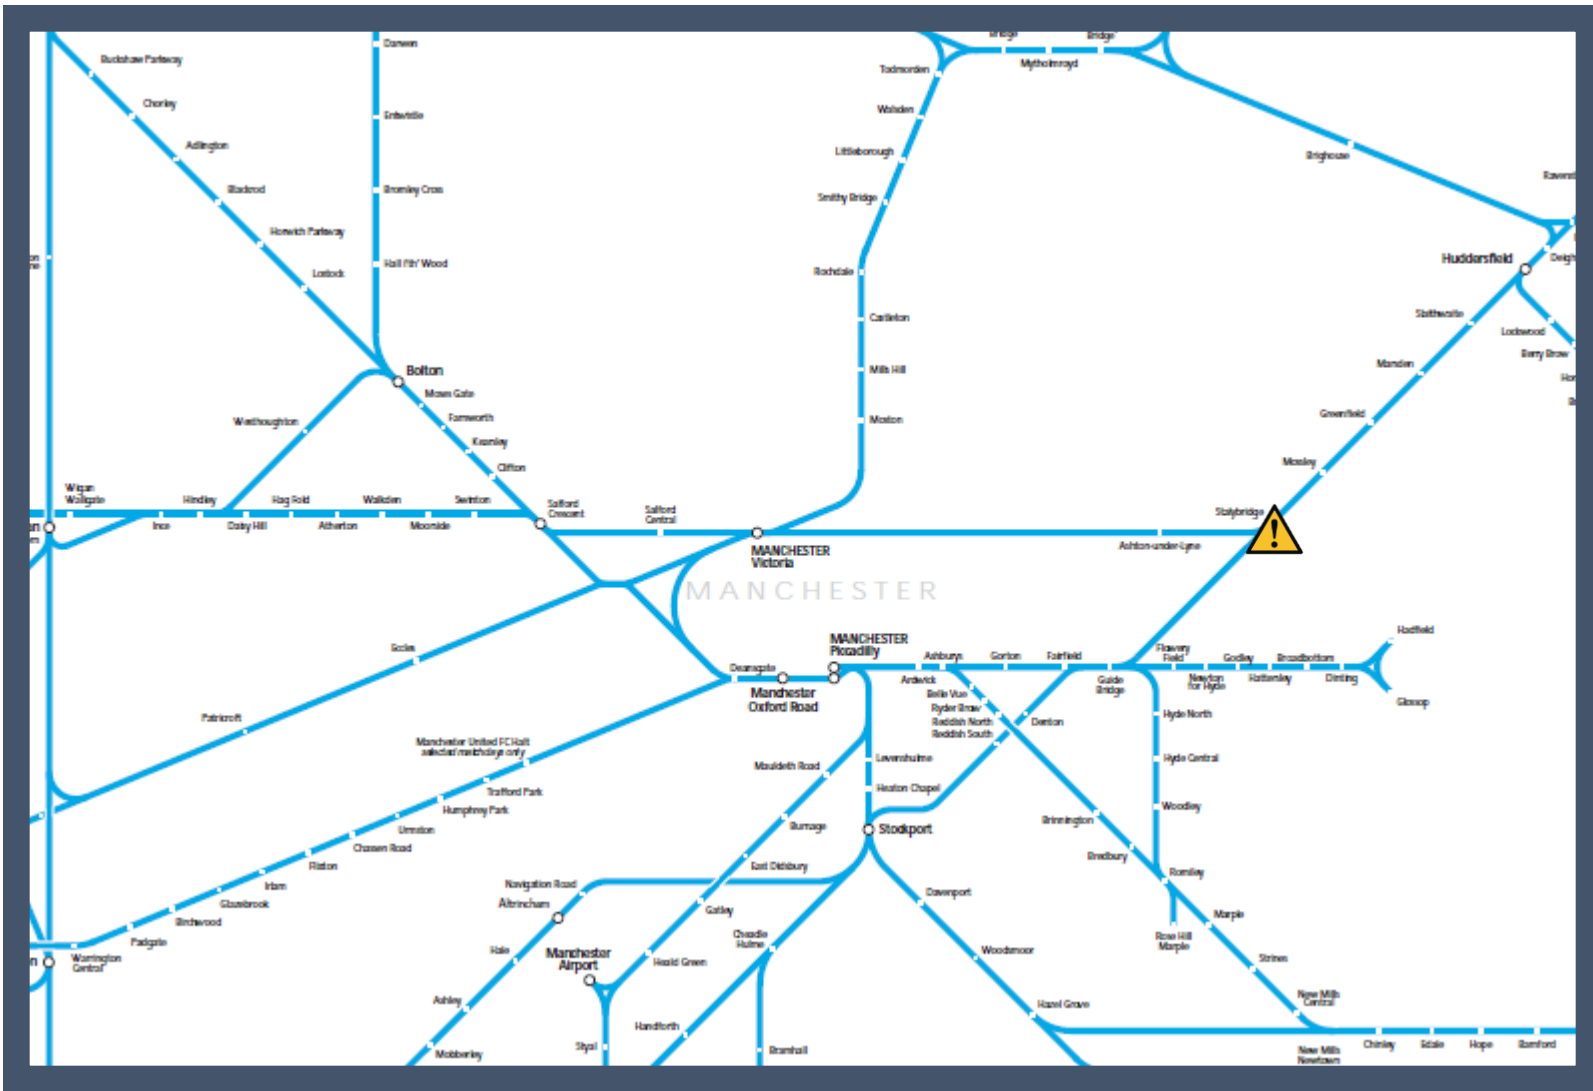 Darwen
Bridge
Bridge
Buckshaw Parkway
Todmorden
Mytholmroyd
Chorley
Entwistle
Walsden
Adlington
Littleborough
Brighouse
Blackrod
Bromley Cross
Smithy Bridge
Horwich Parkway
Hall i'th' Wood
Rochdale
Huddersfield
Lostock
Castleton
Slaithwaite
Lockwood
Berry Brow
Bolton
Mills Hill
Marsden
Moses Gate
Westhoughton
Farnworth
Moston
Greenfield
Kearsley
Clifton
Mossley
Wigan
Wallgate
Hindley
Hag Fold
Walkden
Swinton
Salford
Crescent
Salford
Central
Stalybridge
Ince
Daisy Hill
Atherton
Moorside
MANCHESTER
Victoria
Ashton-under-Lyne
MANCHESTER
Eccles
MANCHESTER
Piccadilly
Hadfield
Deansgate
Ashburys
Gorton
Fairfield
Flowery
Field
Godley
Broadbottom
Manchester
Oxford Road
Ardwick
Guide
Bridge
Newton
for Hyde
Hattersley
Dinting
Glossop
Belle Vue
Ryder Brow
Reddish North
Reddish South
Denton
Hyde North
Patricroft
Manchester United FC Halt
selected matchdays only
Mauldeth Road
Levenshulme
Hyde Central
Trafford Park
Heaton Chapel
Humphrey Park
Woodley
Urmston
Burnage
Stockport
Brinnington
Chassen Road
Flixton
East Didsbury
Bredbury
Romiley
Irlam
Navigation Road
Davenport
Glazebrook
Altrincham
Gatley
Marple
Birchwood
Padgate
Cheadle
Hulme
Rose Hill
Marple
Warrington
Central
Hale
Manchester
Airport
Heald Green
Woodsmoor
Strines
Ashley
Handforth
Hazel Grove
New Mills
Central
Mobberley
Styal
Bramhall
New Mills
Newtown
Chinley
Edale
Hope
Bamford